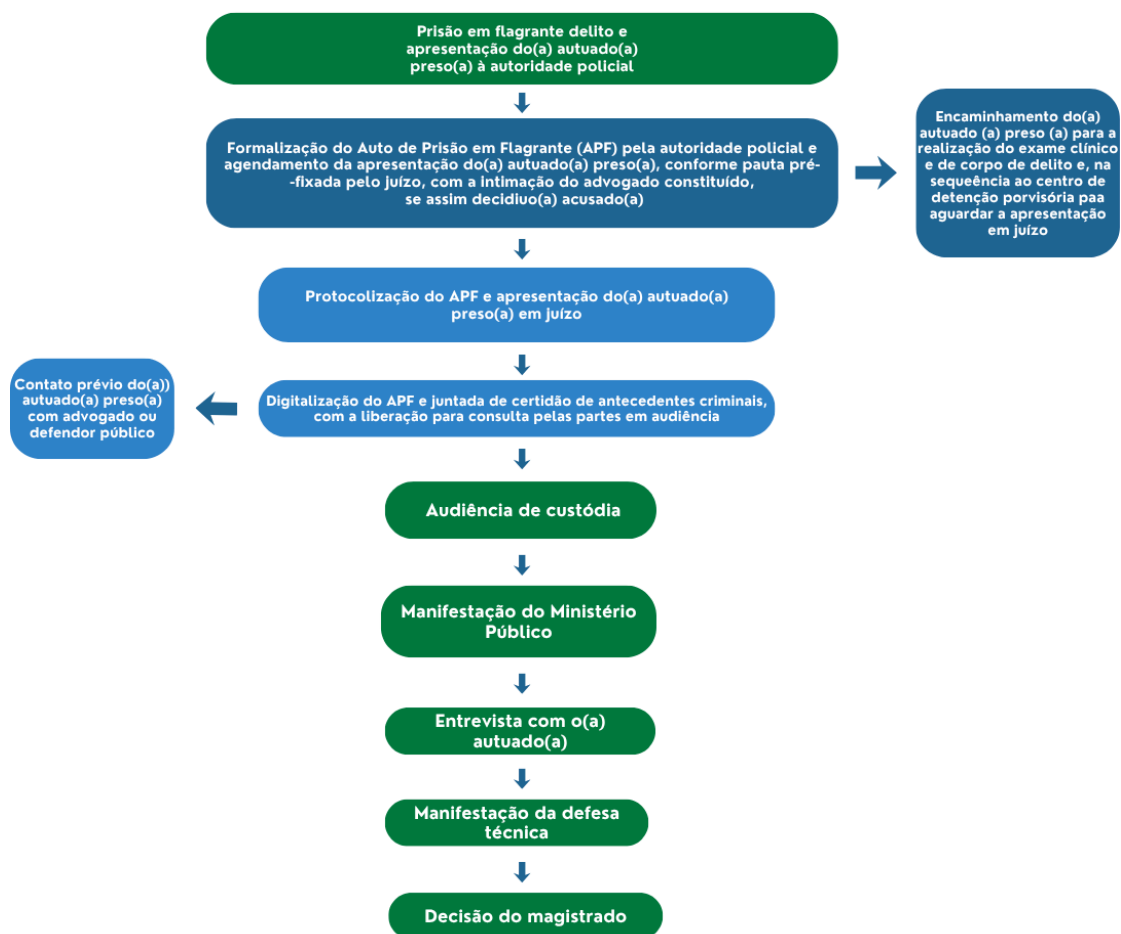 Prisão em flagrante delito e
apresentação do(a) autuado(a)
preso(a) à autoridade policial
Formalização do Auto de Prisão em Flagrante (APF) pela autoridade policial e
agendamento da apresentação do(a) autuado(a) preso(a), conforme pauta pré-
-fixada pelo juízo, com a intimação do advogado constituído,
se assim decidiuo(a) acusado(a)
Encaminhamento do(a)
autuado (a) preso (a) para a
realização do exame clínico
e de corpo de delito e, na
sequeência ao centro de
detenção porvisória paa
aguardar a apresentação
em juízo
Protocolização do APF e apresentação do(a) autuado(a)
preso(a) em juízo
Contato prévio do(a))
autuado(a) preso(a)
com advogado ou
defendor público
Digitalização do APF e juntada de certidão de antecedentes criminais,
com a liberação para consulta pelas partes em audiência
Audiência de custódia
Manifestação do Ministério
Público
Entrevista com o(a)
autuado(a)
Manifestação da defesa
técnica
Decisão do magistrado